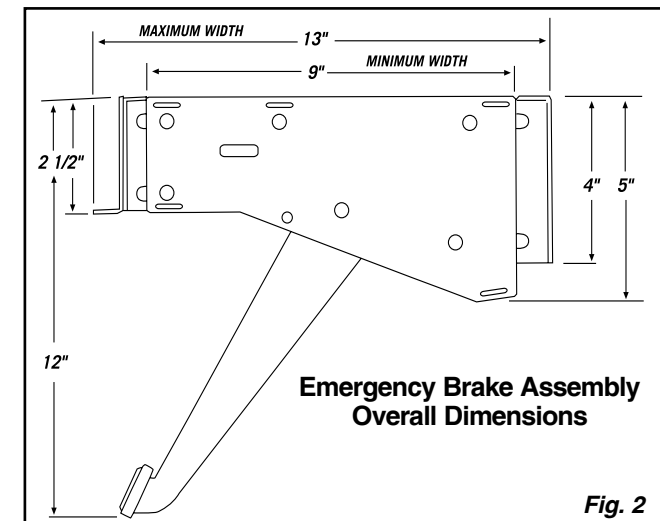 MAXIMUM WIDTH
13"
9"
MINIMUM WIDTH
2 1/2"
4"
5"
12"
Emergency Brake Assembly
Overall Dimensions
Fig. 2